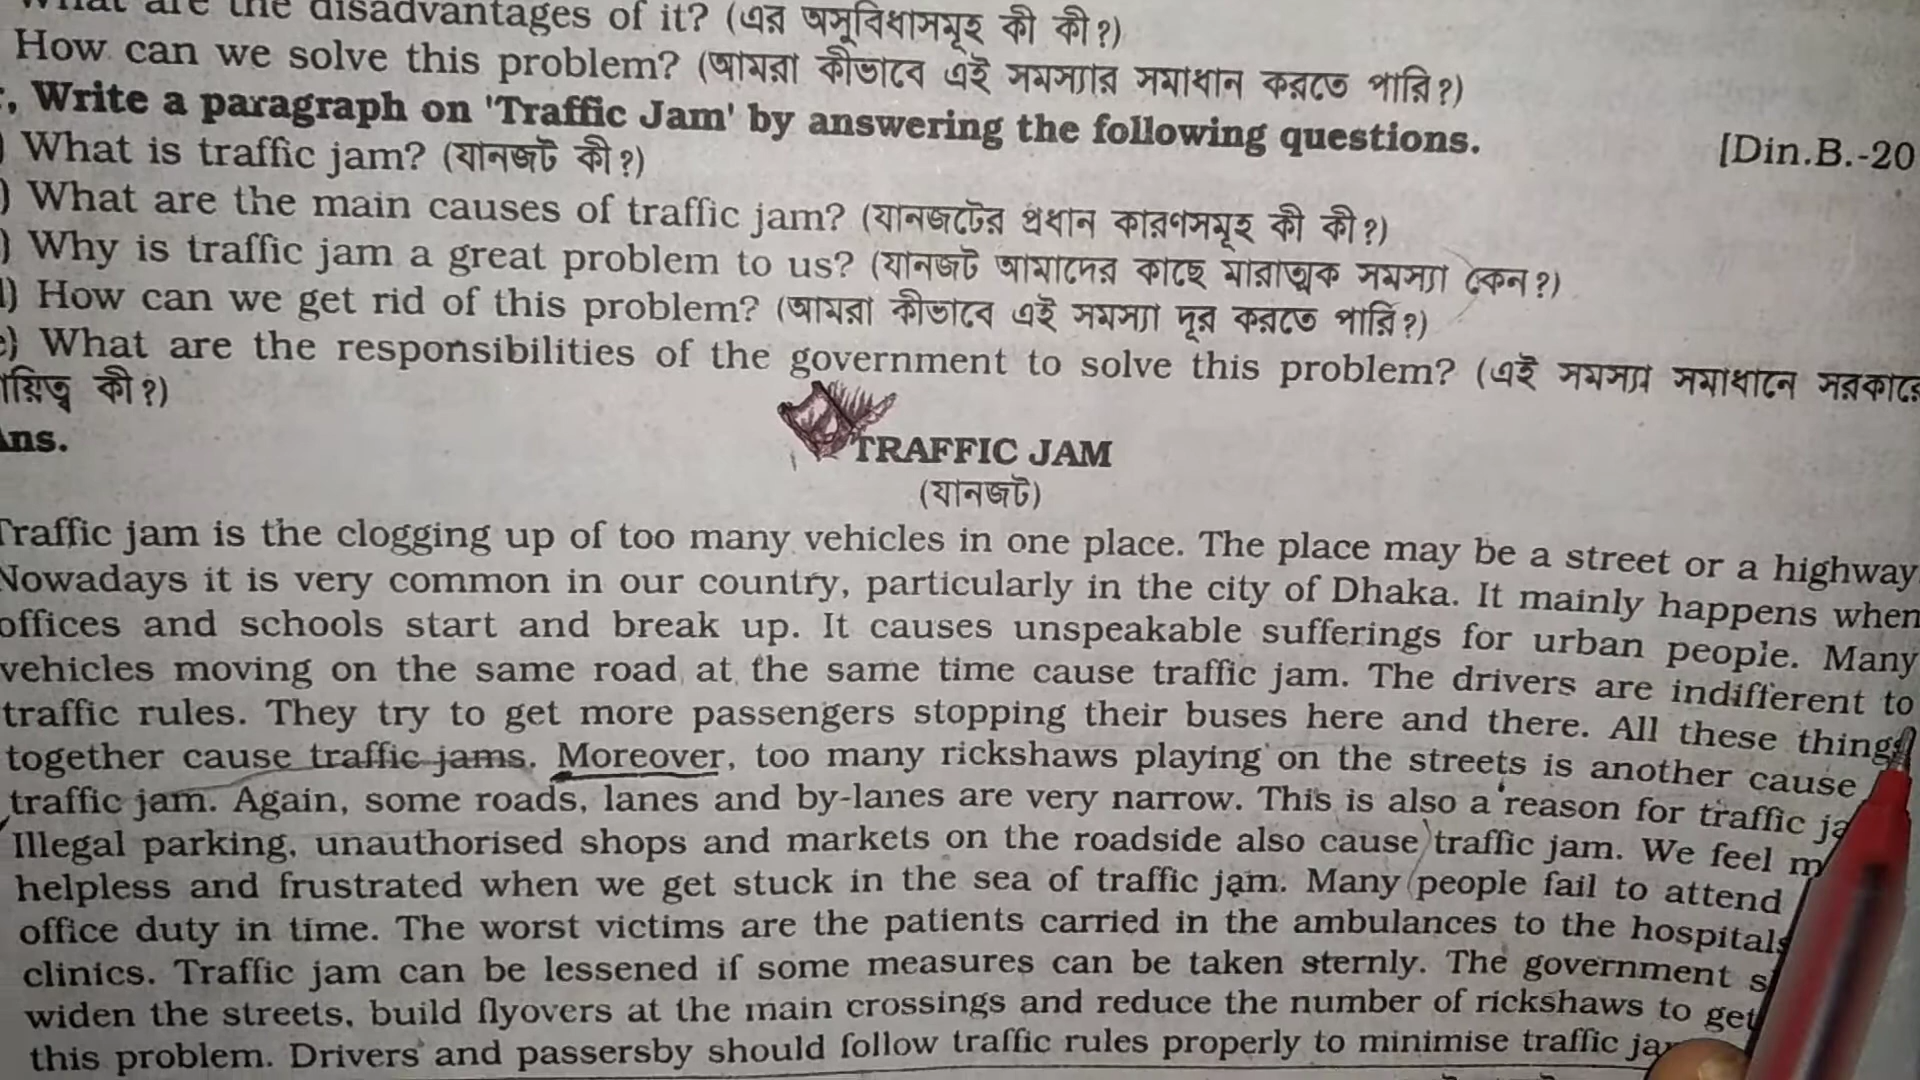 What are the disadvantages of it? (এর অসুবিধাসমূহ কী কী?)
How can we solve this problem? (আমরা কীভাবে এই সমস্যার সমাধান করতে পারি?)
, Write a paragraph on 'Traffic Jam' by answering the following questions.
[Din.B.-20
) What is traffic jam? (যানজট কী?)
) What are the main causes of traffic jam? (যানজটের প্রধান কারণসমূহ কী কী?)
) Why is traffic jam a great problem to us? (যানজট আমাদের কাছে মারাত্মক সমস্যা কেন?)
) How can we get rid of this problem? (আমরা কীভাবে এই সমস্যা দূর করতে পারি?)
) What are the responsibilities of the government to solve this problem? (এই সমস্যা সমাধানে
কী?)
TRAFFIC JAM
(যানজট)
Traffic jam is the clogging up of too many vehicles in one place. The place may be a street or a highway
Nowadays it is very common in our country, particularly in the city of Dhaka. It mainly happens when
offices and schools start and break up. It causes unspeakable sufferings for urban people. Many
vehicles moving on the same road at the same time cause traffic jam. The drivers are indifferent to
traffic rules. They try to get more passengers stopping their buses here and there. All these things
together cause traffic jams. Moreover, too many rickshaws playing on the streets is another cause
traffic jam. Again, some roads, lanes and by-lanes are very narrow. This is also a reason for traffic
Illegal parking, unauthorised shops and markets on the roadside also cause traffic jam. We feel
helpless and frustrated when we get stuck in the sea of traffic jam. Many people fail to attend
office duty in time. The worst victims are the patients carried in the ambulances to the hospitals
clinics. Traffic jam can be lessened if some measures can be taken sternly. The government
widen the streets, build flyovers at the main crossings and reduce the number of rickshaws to get
this problem. Drivers and passersby should follow traffic rules properly to minimise traffic